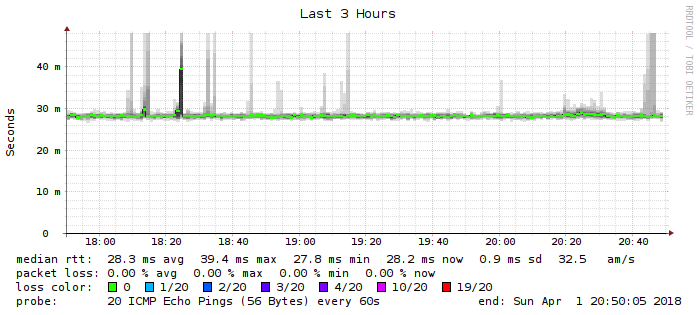 Last 3 Hours
RRDTOOL / TOBI OETIKER
Seconds
40 m
30 m
20 m
10 m
0
18:00 18:20 18:40 19:00 19:20 19:40 20:00 20:20 20:40
median rtt: 28.3 ms avg 39.4 ms max 27.8 ms min 28.2 ms now 0.9 ms sd 32.5 am/s
packet loss: 0.00 % avg 0.00 % max 0.00 % min 0.00 % now
loss color: 0 1/20 2/20 3/20 4/20 10/20 19/20
probe: 20 ICMP Echo Pings (56 Bytes) every 60s end: Sun Apr 1 20:50:05 2018